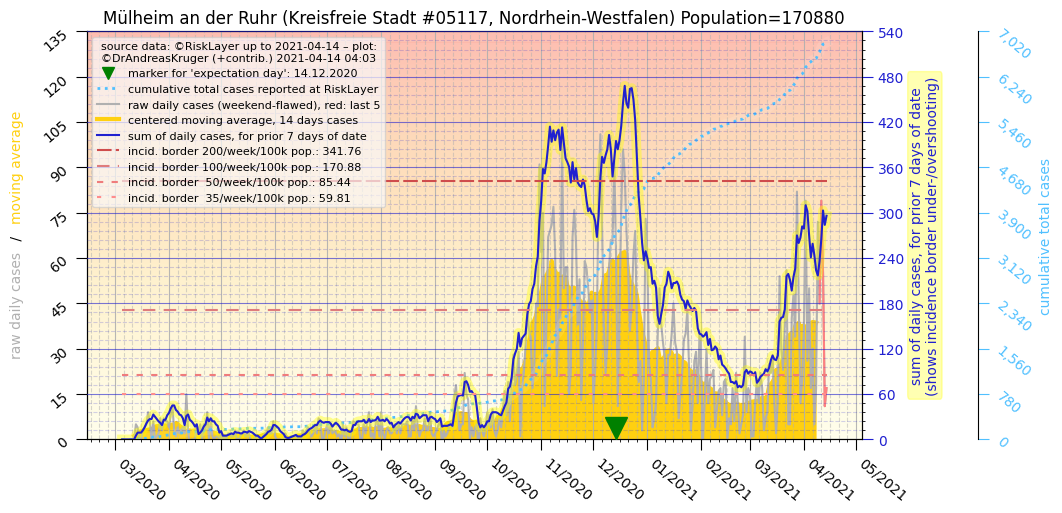 Mülheim an der Ruhr (Kreisfreie Stadt #05117, Nordrhein-Westfalen) Population=170880
source data: ©RiskLayer up to 2021-04-14 – plot:
©DrAndreasKruger (+contrib.) 2021-04-14 04:03
marker for 'expectation day': 14.12.2020
cumulative total cases reported at RiskLayer
raw daily cases (weekend-flawed), red: last 5
centered moving average, 14 days cases
sum of daily cases, for prior 7 days of date
incid. border 200/week/100k pop.: 341.76
incid. border 100/week/100k pop.: 170.88
incid. border  50/week/100k pop.: 85.44
incid. border  35/week/100k pop.: 59.81
raw daily cases  /  moving average
135
120
105
90
75
60
45
30
15
0
03/2020
04/2020
05/2020
06/2020
07/2020
08/2020
09/2020
10/2020
11/2020
12/2020
01/2021
02/2021
03/2021
04/2021
05/2021
540
480
420
360
300
240
180
120
60
0
sum of daily cases, for prior 7 days of date
(shows incidence border under-/overshooting)
7,020
6,240
5,460
4,680
3,900
3,120
2,340
1,560
780
0
cumulative total cases